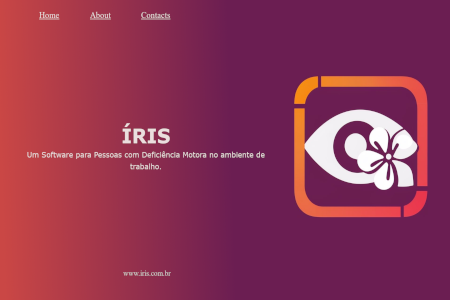 Home About Contacts
ÍRIS
Um Software para Pessoas com Deficiência Motora no ambiente de
trabalho.
www.iris.com.br